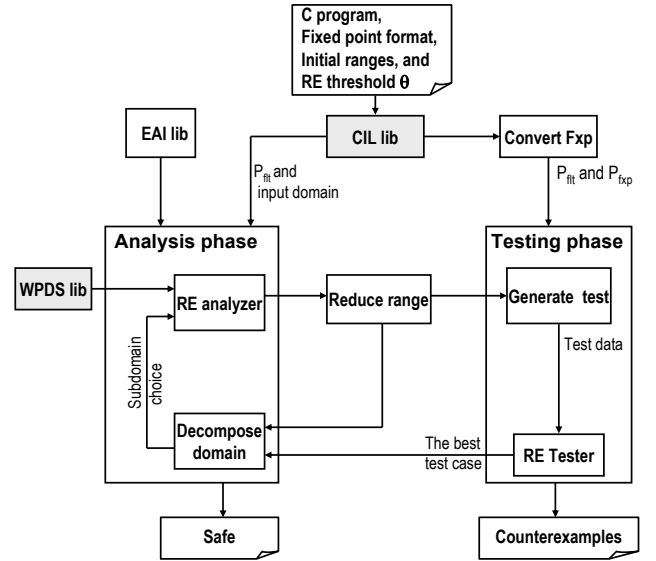 C program,
Fixed point format,
Initial ranges, and
RE threshold θ
EAI lib
CIL lib
Convert Fxp
P_flt and
input domain
P_flt and P_fxp
Analysis phase
Testing phase
WPDS lib
RE analyzer
Reduce range
Generate test
Subdomain
choice
Test data
Decompose
domain
The best
test case
RE Tester
Safe
Counterexamples